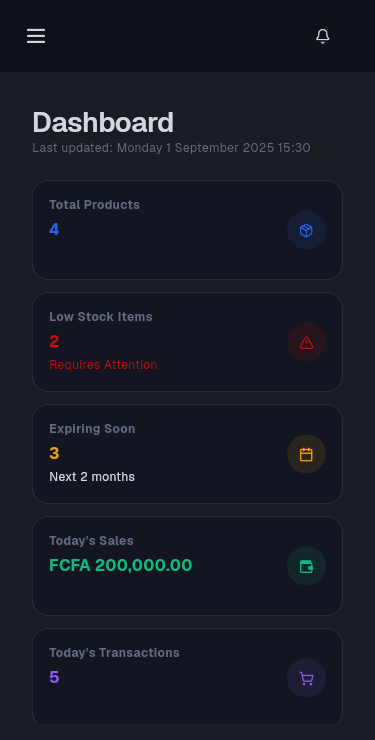 Dashboard
Last updated: Monday 1 September 2025 15:30
Total Products
4
Low Stock Items
2
Requires Attention
Expiring Soon
3
Next 2 months
Today's Sales
FCFA 200,000.00
Today's Transactions
5